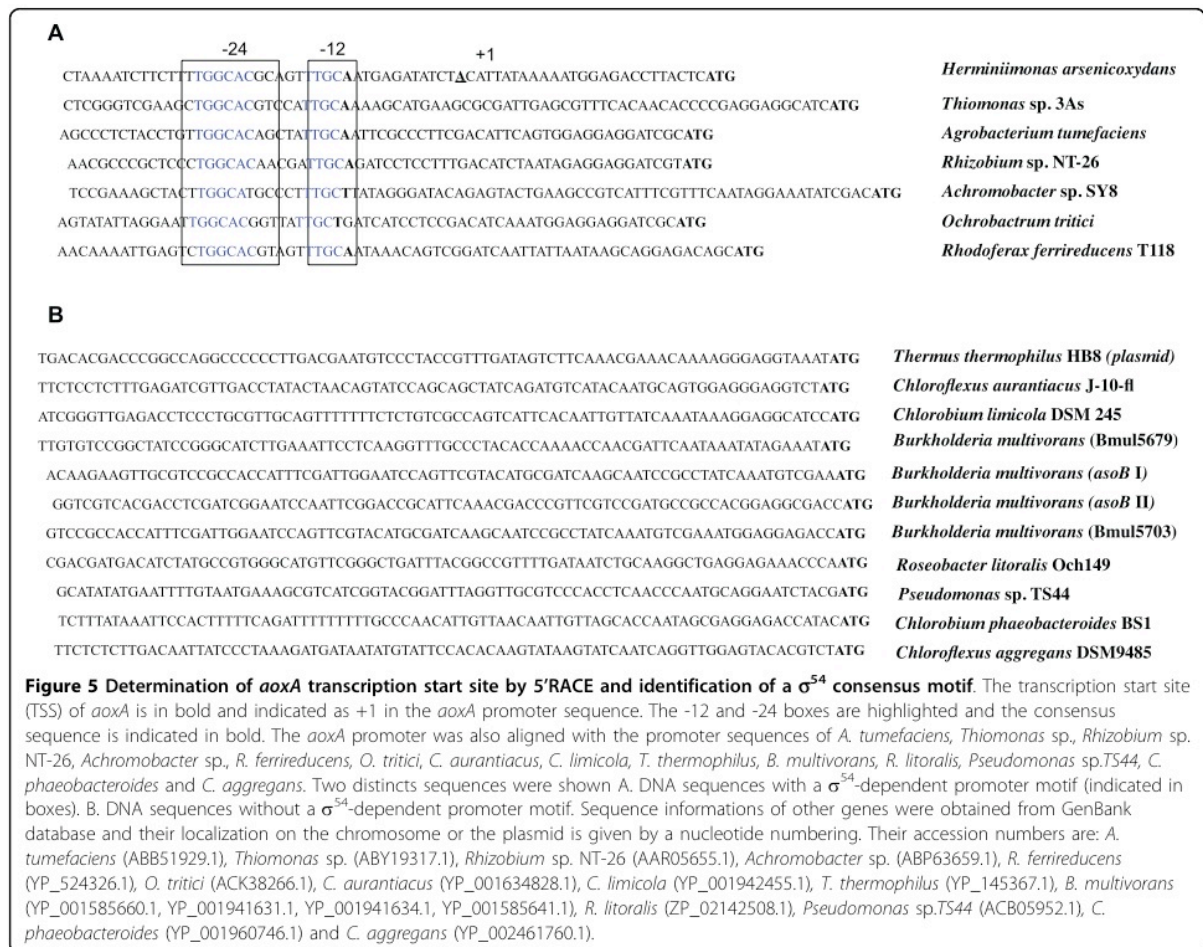 A
-24 -12 +1
CTAAAATCTTCTTTTGGCACGCAGTTTTGCAATGAGATATCTACATTATAAAAATGGAGACCTTACTCATG Herminiimonas arsenicoxydans
CTCGGGTCGAAGCTGGCACGTCCATTTGCAAAAGCATGAAGCGCGATTGAGCGTTTCACAACACCCCGAGGAGGCATCATG Thiomonas sp. 3As
AGCCCTCTACCTGTTGGCACAGCTATTTGCAATTCGCCCTTCGACATTCAGTGGAGGAGGATCGCATG Agrobacterium tumefaciens
AACGCCCGCTCCCTGGCACAACGATTGCAGATCCTCCTTTGACATCTAATAGAGGAGGATCGTATG Rhizobium sp. NT-26
TCCGAAAGCTACTTGGCATGCCCTTTGCTTATAGGGATACAGAGTACTGAAGCCGTCATTTCGTTTCAATAGGAAATATCGACATG Achromobacter sp. SY8
AGTATATTAGGAATTGGCACGGTTATTGCTGATCATCCTCCGACATCAAATGGAGGAGGATCGCATG Ochrobactrum tritici
AACAAAATTGAGTCTGGCACGTAGTTTTGCAATAAACAGTCGGATCAATTATTAATAAGCAGGAGACAGCATG Rhodoferax ferrireducens T118
B
TGACACGACCCGGCCAGGCCCCCCTTGACGAATGTCCCTACCGTTTGATAGTCTTCAAACGAAACAAAAGGGAGGTAAATATG Thermus thermophilus HB8 (plasmid)
TTCTCCTCTTTGAGATCGTTGACCTATACTAACAGTATCCAGCAGCTATCAGATGTCATACAATGCAGTGGAGGGAGGTCTATG Chloroflexus aurantiacus J-10-fl
ATCGGGTTGAGACCTCCCTGCGTTGCAGTTTTTTTCTCTGTCGCCAGTCATTCACAATTGTTATCAAATAAAGGAGGCATCCATG Chlorobium limicola DSM 245
TTGTGTCCGGCTATCCGGGCATCTTGAAATTCCTCAAGGTTTGCCCTACACCAAAACCAACGATTCAATAAATATAGAAATATG Burkholderia multivorans (Bmul5679)
ACAAGAAGTTGCGTCCGCCACCATTTCGATTGGAATCCAGTTCGTACATGCGATCAAGCAATCCGCCTATCAAATGTCGAAATG Burkholderia multivorans (asoB I)
GGTCGTCACGACCTCGATCGGAATCCAATTCGGACCGCATTCAAACGACCCGTTCGTCCGATGCCGCCACGGAGGCGACCATG Burkholderia multivorans (asoB II)
GTCCGCCACCATTTCGATTGGAATCCAGTTCGTACATGCGATCAAGCAATCCGCCTATCAAATGTCGAAATGGAGGAGACCATG Burkholderia multivorans (Bmul5703)
CGACGATGACATCTATGCCGTGGGCATGTTCGGGCTGATTTACGGCCGTTTTGATAATCTGCAAGGCTGAGGAGAAACCCAATG Roseobacter litoralis Och149
GCATATATGAATTTTGTAATGAAAGCGTCATCGGTACGGATTTAGGTTGCGTCCCACCTCAACCCAATGCAGGAATCTACGATG Pseudomonas sp. TS44
TCTTTATAAATTCCACTTTTTCAGATTTTTTTTTGCCCAACATTGTTAACAATTGTTAGCACCAATAGCGAGGAGACCATACATG Chlorobium phaeobacteroides BS1
TTCTCTCTTGACAATTATCCCTAAAGATGATAATATGTATTCCACACAAGTATAAGTATCAATCAGGTTGGAGTACACGTCTATG Chloroflexus aggregans DSM9485
Figure 5 Determination of aoxA transcription start site by 5'RACE and identification of a σ⁵⁴ consensus motif. The transcription start site
(TSS) of aoxA is in bold and indicated as +1 in the aoxA promoter sequence. The -12 and -24 boxes are highlighted and the consensus
sequence is indicated in bold. The aoxA promoter was also aligned with the promoter sequences of A. tumefaciens, Thiomonas sp., Rhizobium sp.
NT-26, Achromobacter sp., R. ferrireducens, O. tritici, C. aurantiacus, C. limicola, T. thermophilus, B. multivorans, R. litoralis, Pseudomonas sp.TS44, C.
phaeobacteroides and C. aggregans. Two distincts sequences were shown A. DNA sequences with a σ⁵⁴-dependent promoter motif (indicated in
boxes). B. DNA sequences without a σ⁵⁴-dependent promoter motif. Sequence informations of other genes were obtained from GenBank
database and their localization on the chromosome or the plasmid is given by a nucleotide numbering. Their accession numbers are: A.
tumefaciens (ABB51929.1), Thiomonas sp. (ABY19317.1), Rhizobium sp. NT-26 (AAR05655.1), Achromobacter sp. (ABP63659.1), R. ferrireducens
(YP_524326.1), O. tritici (ACK38266.1), C. aurantiacus (YP_001634828.1), C. limicola (YP_001942455.1), T. thermophilus (YP_145367.1), B. multivorans
(YP_001585660.1, YP_001941631.1, YP_001941634.1, YP_001585641.1), R. litoralis (ZP_02142508.1), Pseudomonas sp.TS44 (ACB05952.1), C.
phaeobacteroides (YP_001960746.1) and C. aggregans (YP_002461760.1).